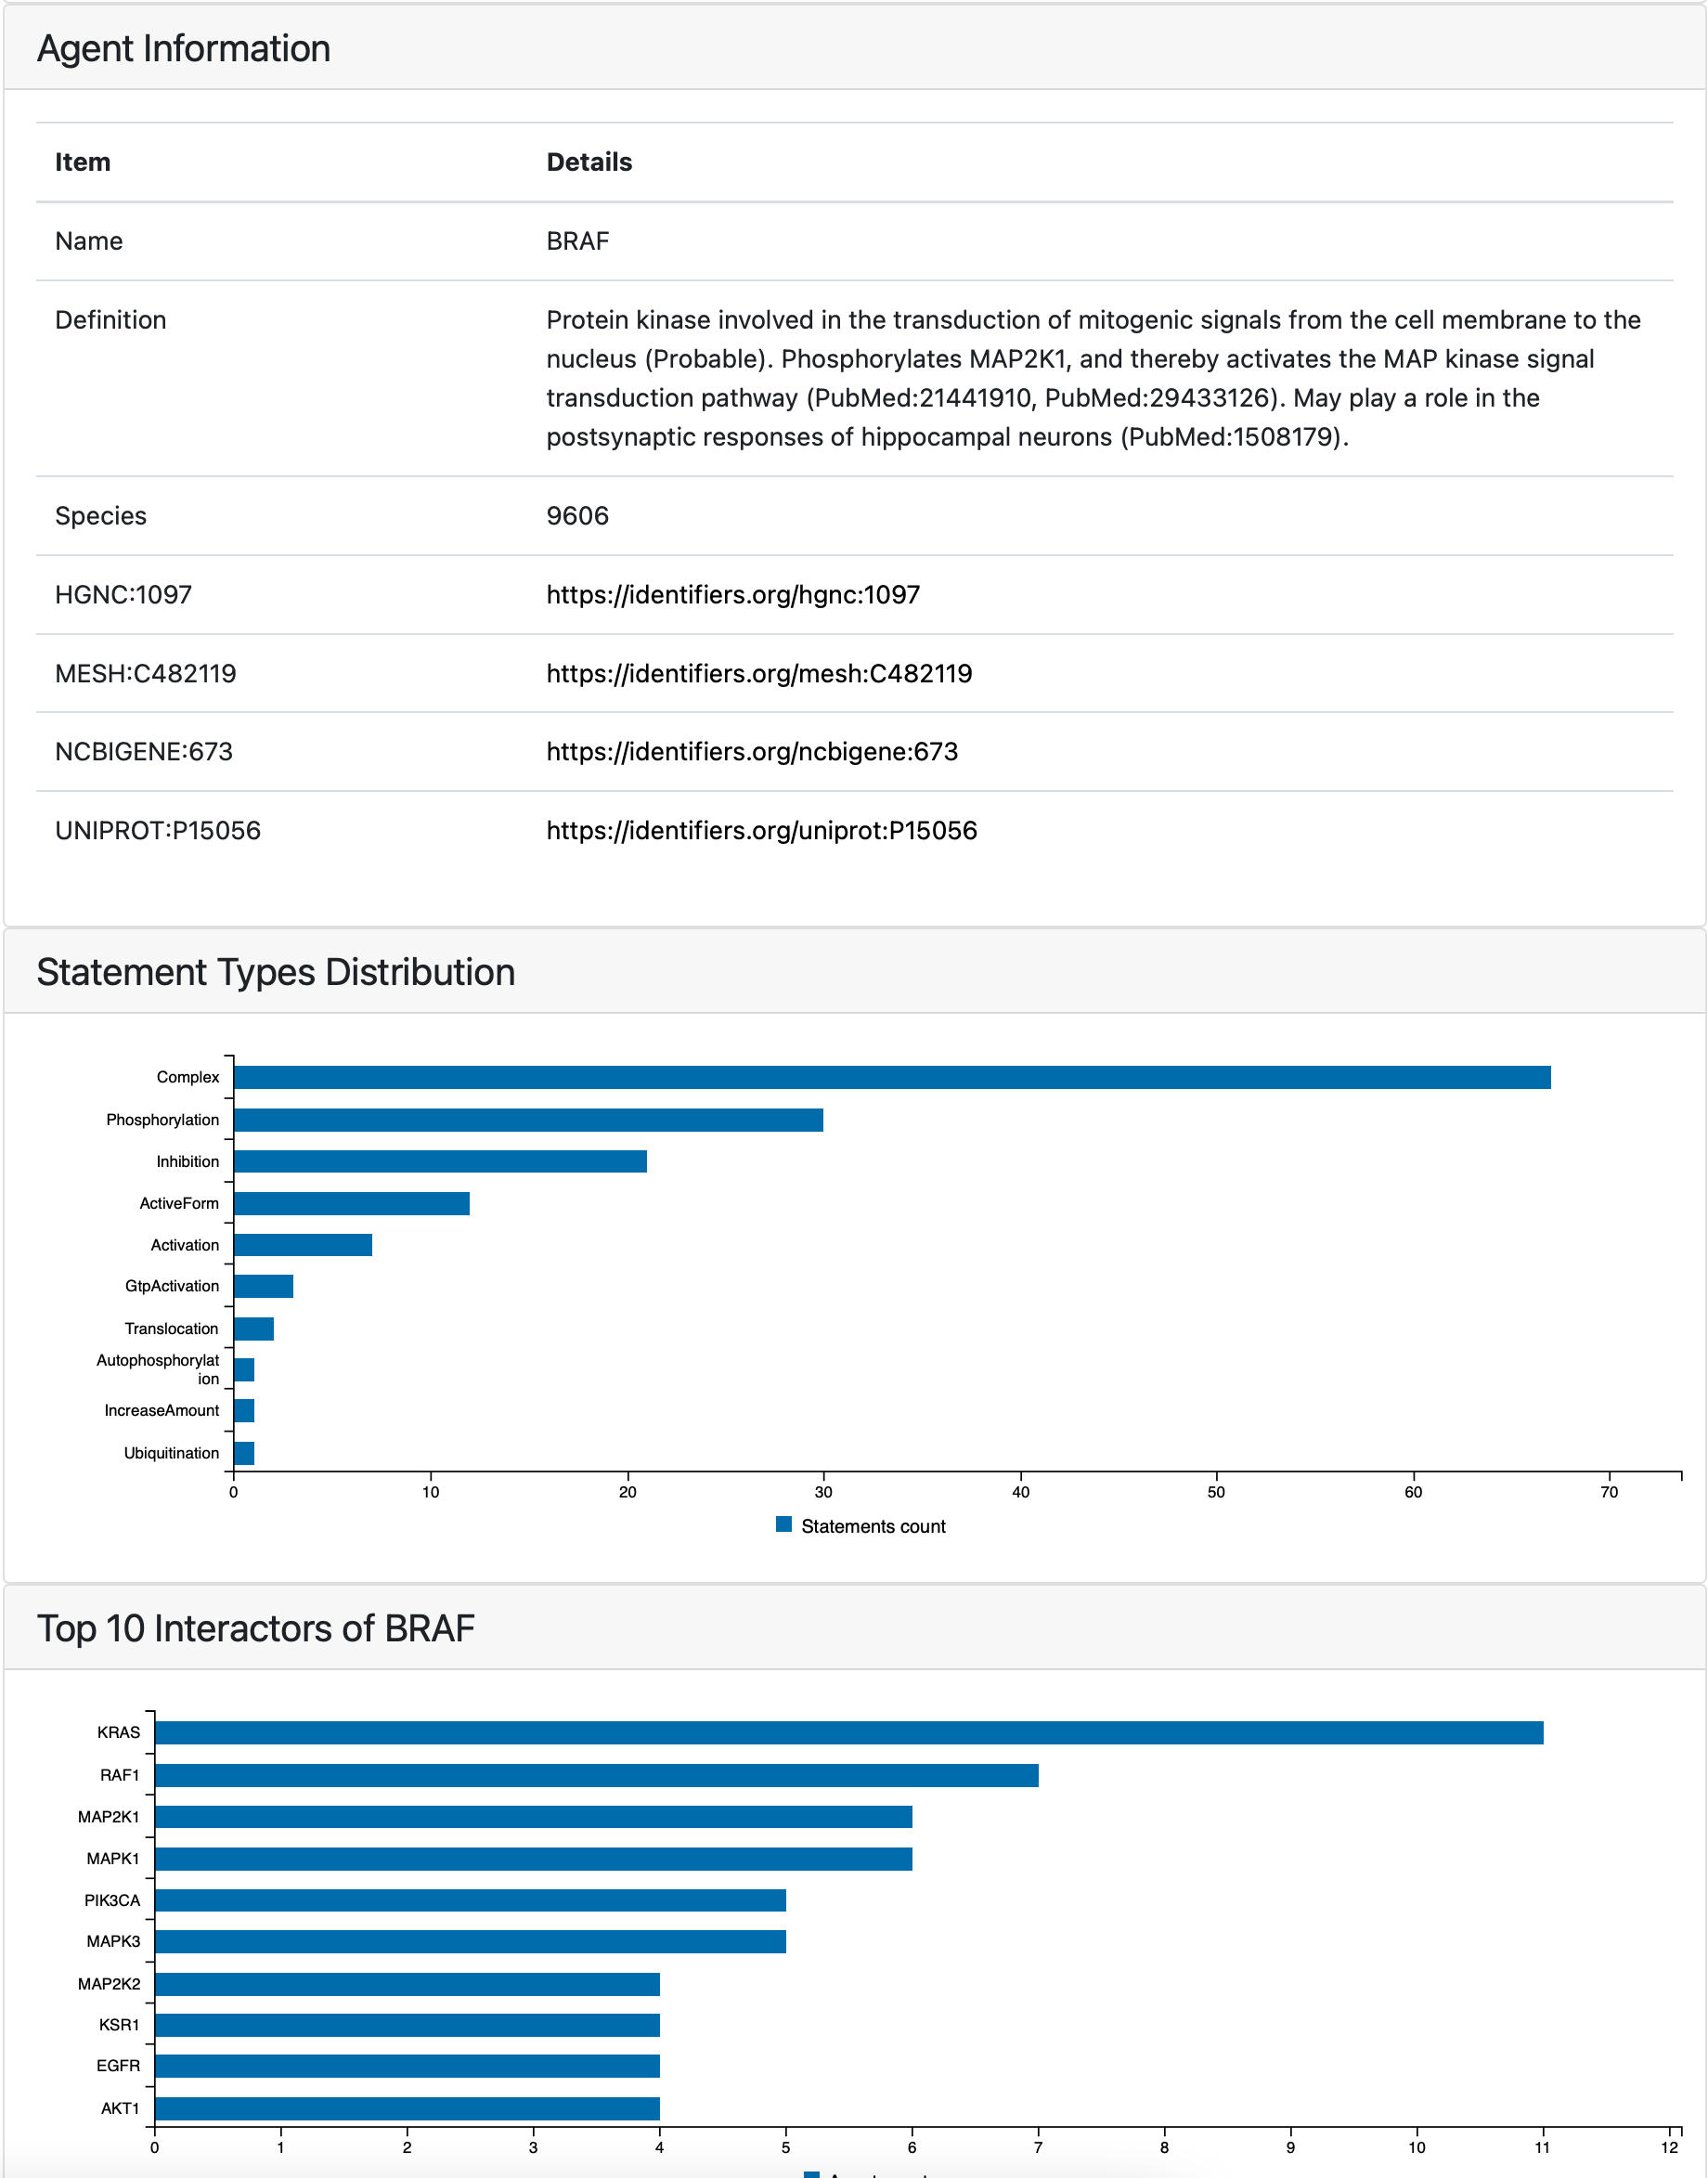 Agent Information
Item Details
Name BRAF
Definition Protein kinase involved in the transduction of mitogenic signals from the cell membrane to the
nucleus (Probable). Phosphorylates MAP2K1, and thereby activates the MAP kinase signal
transduction pathway (PubMed:21441910, PubMed:29433126). May play a role in the
postsynaptic responses of hippocampal neurons (PubMed:1508179).
Species 9606
HGNC:1097 https://identifiers.org/hgnc:1097
MESH:C482119 https://identifiers.org/mesh:C482119
NCBIGENE:673 https://identifiers.org/ncbigene:673
UNIPROT:P15056 https://identifiers.org/uniprot:P15056
Statement Types Distribution
Complex
Phosphorylation
Inhibition
ActiveForm
Activation
GtpActivation
Translocation
Autophosphorylat
ion
IncreaseAmount
Ubiquitination
0 10 20 30 40 50 60 70
Statements count
Top 10 Interactors of BRAF
KRAS
RAF1
MAP2K1
MAPK1
PIK3CA
MAPK3
MAP2K2
KSR1
EGFR
AKT1
0 1 2 3 4 5 6 7 8 9 10 11 12